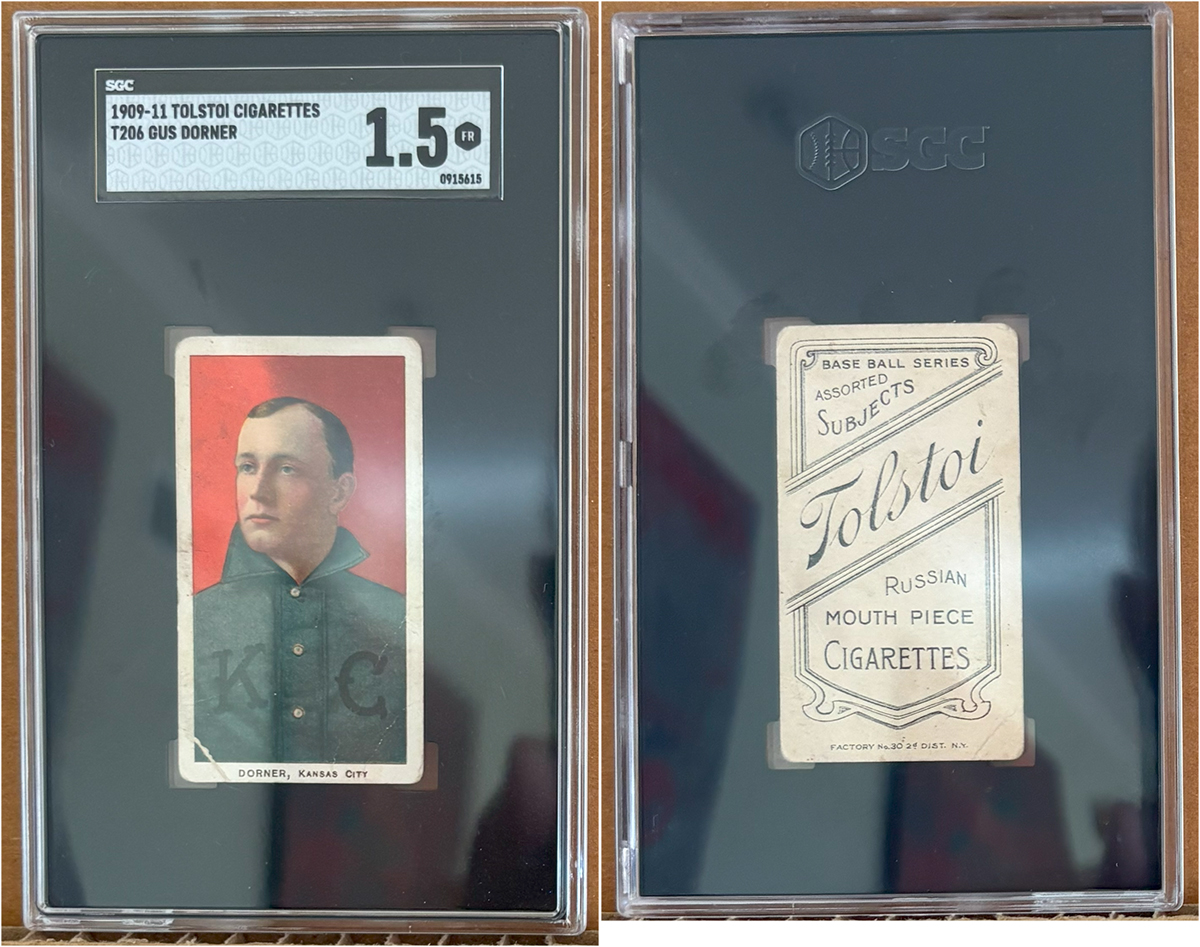 SGC
1909-11 TOLSTOI CIGARETTES
T206 GUS DORNER
1.5 FR
0915615
K C
DORNER, KANSAS CITY
SGC
BASE BALL SERIES
ASSORTED
SUBJECTS
Tolstoi
RUSSIAN
MOUTH PIECE
CIGARETTES
FACTORY No.30 2d DIST. N.Y.